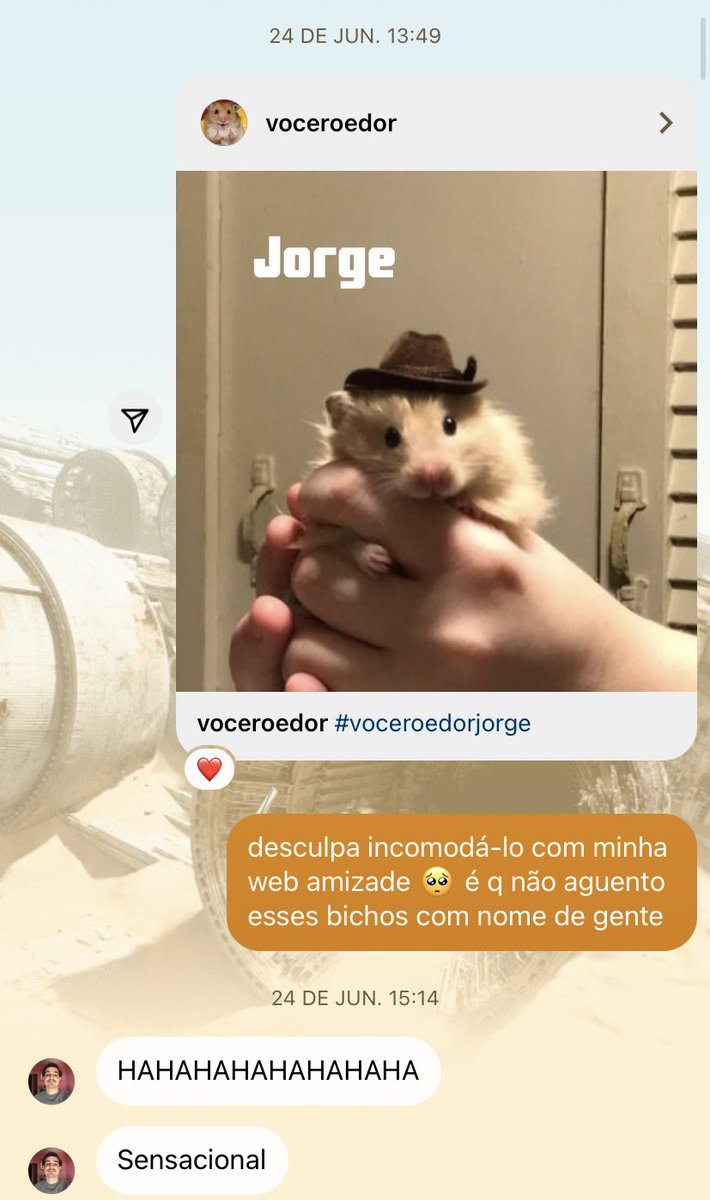 24 DE JUN. 13:49
voceroedor
Jorge
voceroedor #voceroedorjorge
desculpa incomodá-lo com minha
web amizade 🥺 é q não aguento
esses bichos com nome de gente
24 DE JUN. 15:14
HAHAHAHAHAHAHAHA
Sensacional